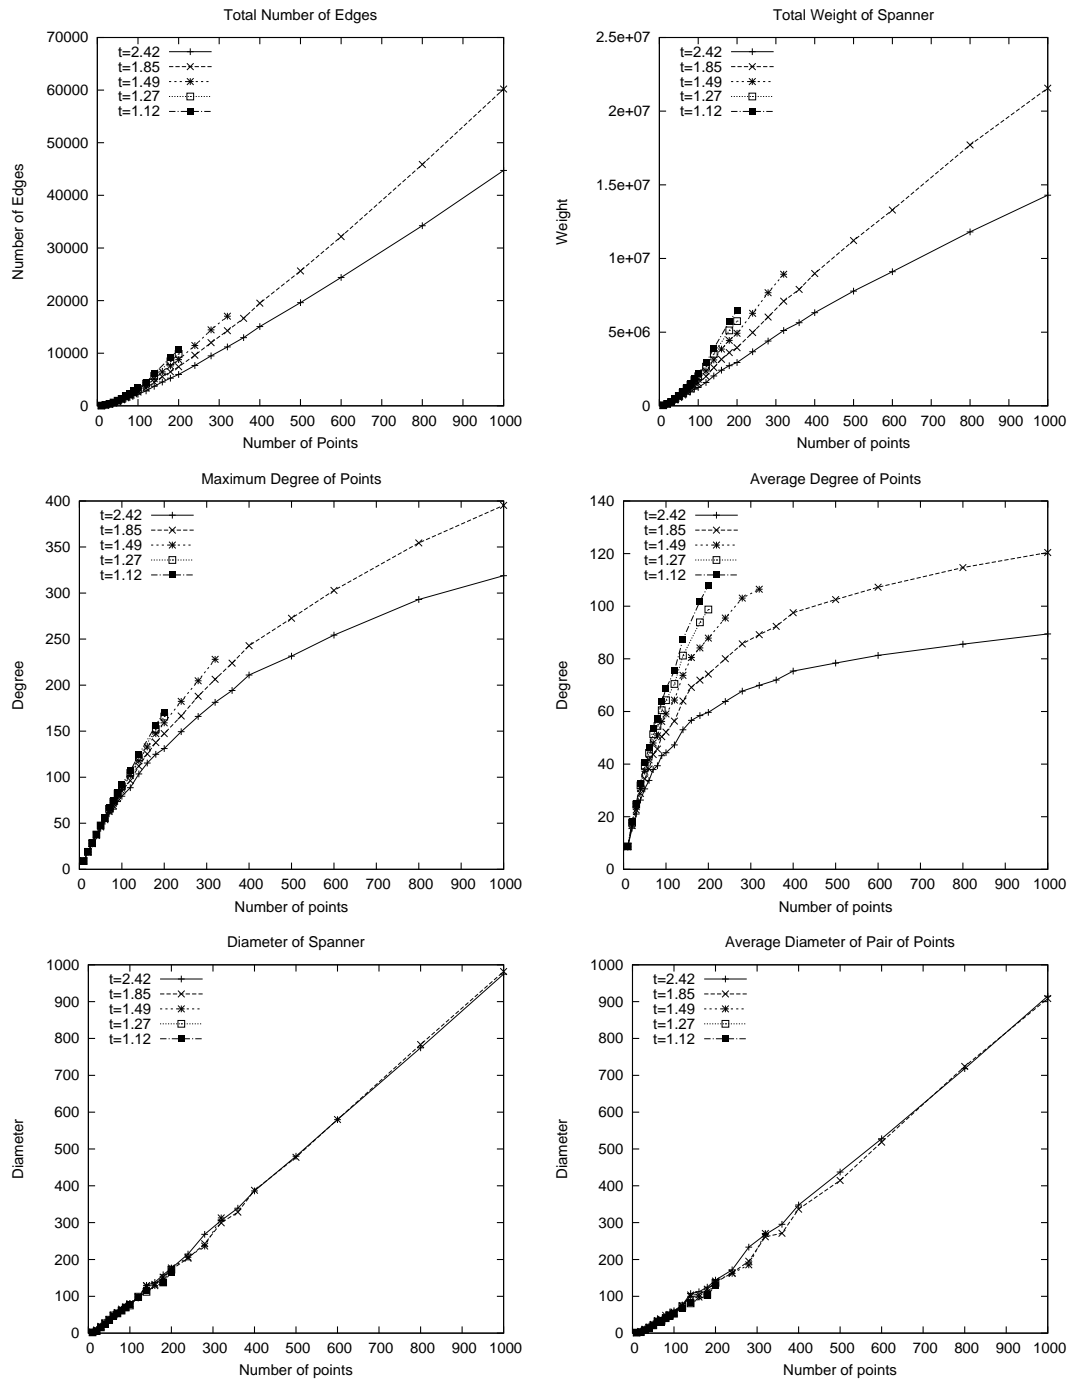 Total Number of Edges
70000
60000
50000
40000
30000
20000
10000
0
t=2.42
t=1.85
t=1.49
t=1.27
t=1.12
Number of Edges
0 100 200 300 400 500 600 700 800 900 1000
Number of Points
Total Weight of Spanner
2.5e+07
2e+07
1.5e+07
1e+07
5e+06
0
t=2.42
t=1.85
t=1.49
t=1.27
t=1.12
Weight
0 100 200 300 400 500 600 700 800 900 1000
Number of points
Maximum Degree of Points
400
350
300
250
200
150
100
50
0
t=2.42
t=1.85
t=1.49
t=1.27
t=1.12
Degree
0 100 200 300 400 500 600 700 800 900 1000
Number of points
Average Degree of Points
140
120
100
80
60
40
20
0
t=2.42
t=1.85
t=1.49
t=1.27
t=1.12
Degree
0 100 200 300 400 500 600 700 800 900 1000
Number of points
Diameter of Spanner
1000
900
800
700
600
500
400
300
200
100
0
t=2.42
t=1.85
t=1.49
t=1.27
t=1.12
Diameter
0 100 200 300 400 500 600 700 800 900 1000
Number of points
Average Diameter of Pair of Points
1000
900
800
700
600
500
400
300
200
100
0
t=2.42
t=1.85
t=1.49
t=1.27
t=1.12
Diameter
0 100 200 300 400 500 600 700 800 900 1000
Number of points